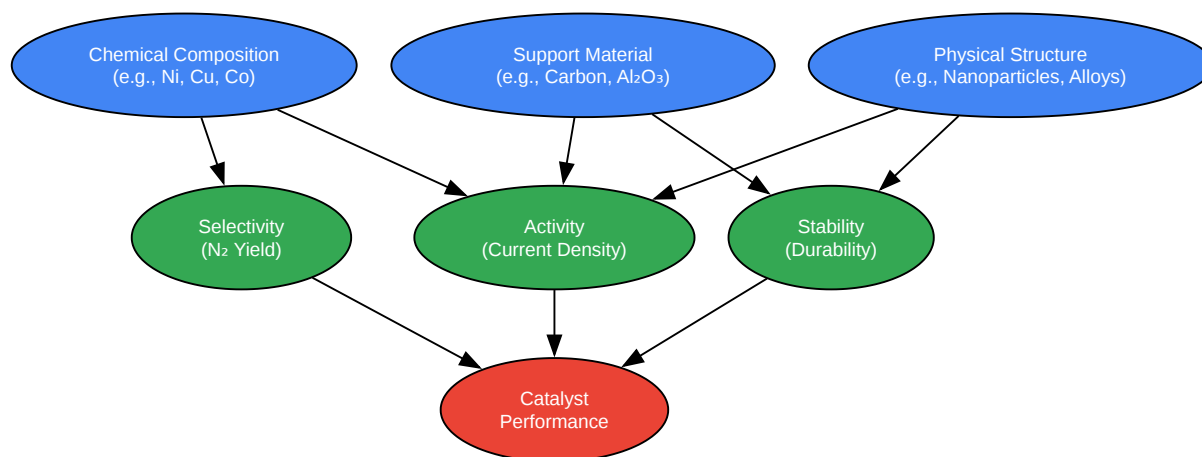 Chemical Composition
(e.g., Ni, Cu, Co)
Support Material
(e.g., Carbon, Al₂O₃)
Physical Structure
(e.g., Nanoparticles, Alloys)
Selectivity
(N₂ Yield)
Activity
(Current Density)
Stability
(Durability)
Catalyst
Performance